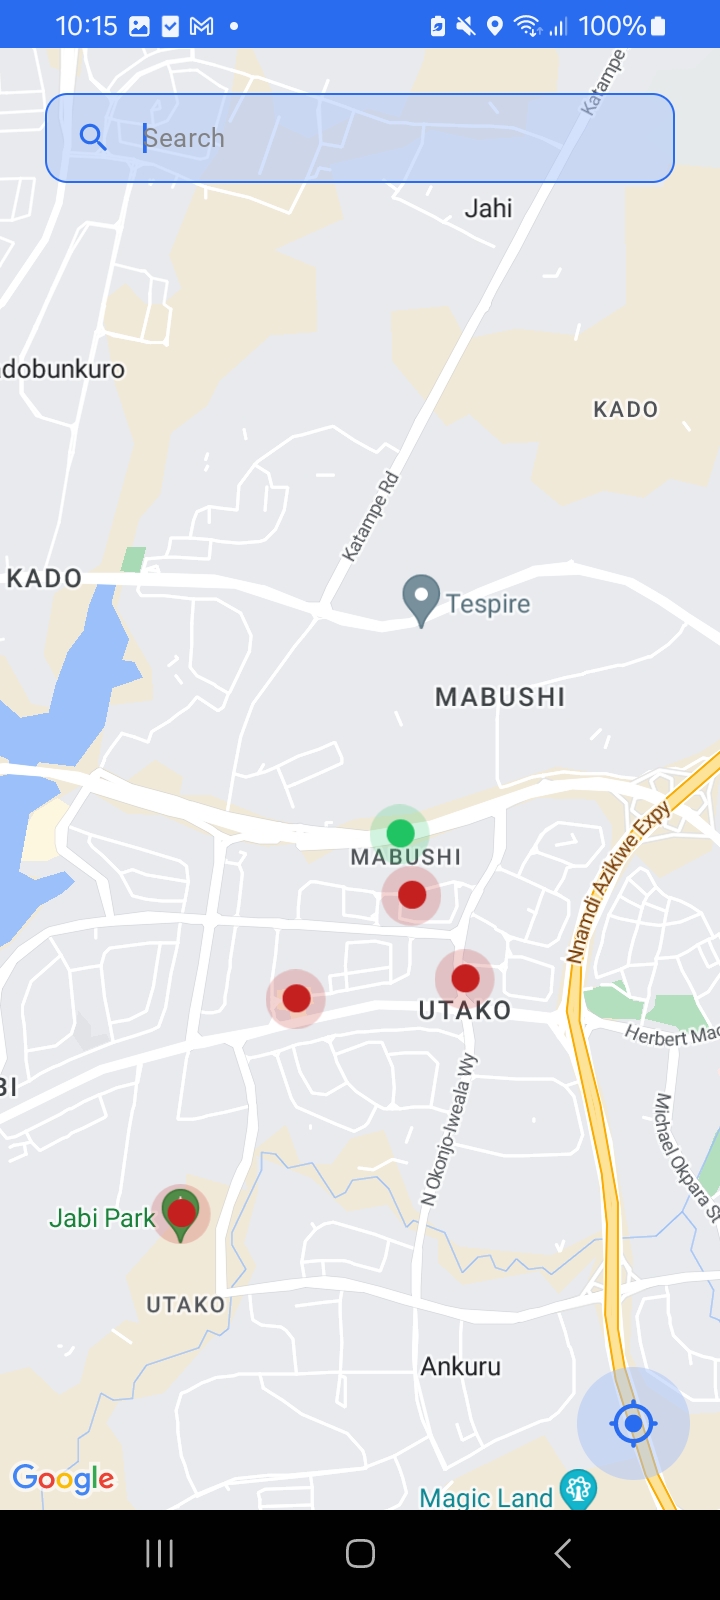 10:15
100%
Katampe
Search
Jahi
dobunkuro
KADO
Katampe Rd
KADO
Tespire
MABUSHI
Nnamdi Azikiwe Expy
MABUSHI
UTAKO
Herbert Mac
BI
N Okonjo-Iweala Wy
Michael Okpara St
Jabi Park
UTAKO
Ankuru
Google
Magic Land